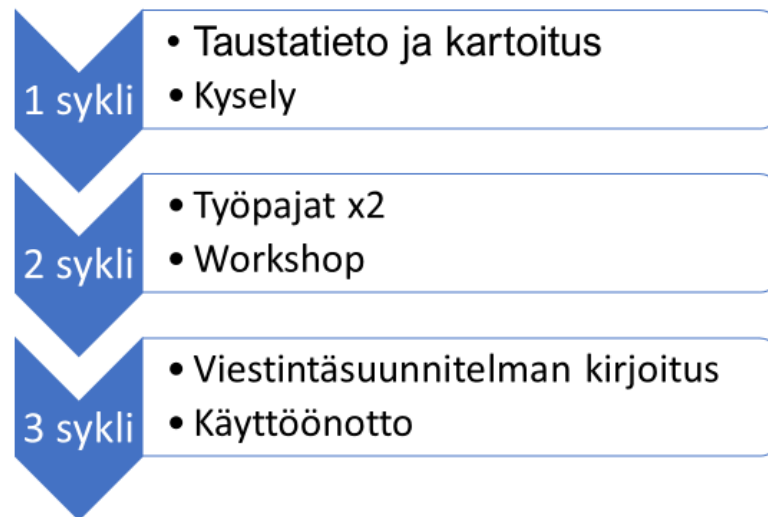 1 sykli
• Taustatieto ja kartoitus
• Kysely
2 sykli
• Työpajat x2
• Workshop
3 sykli
• Viestintäsuunnitelman kirjoitus
• Käyttöönotto